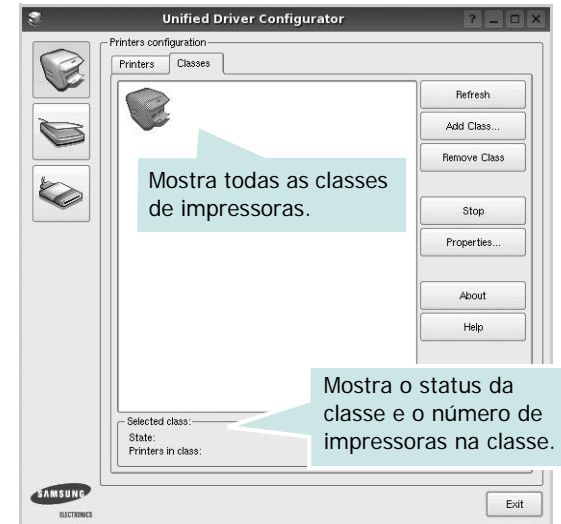 Unified Driver Configurator
Printers configuration
Printers Classes
Refresh
Add Class...
Remove Class
Stop
Properties...
About
Help
Mostra todas as classes
de impressoras.
Mostra o status da
classe e o número de
impressoras na classe.
Selected class:
State:
Printers in class:
SAMSUNG
ELECTRONICS
Exit